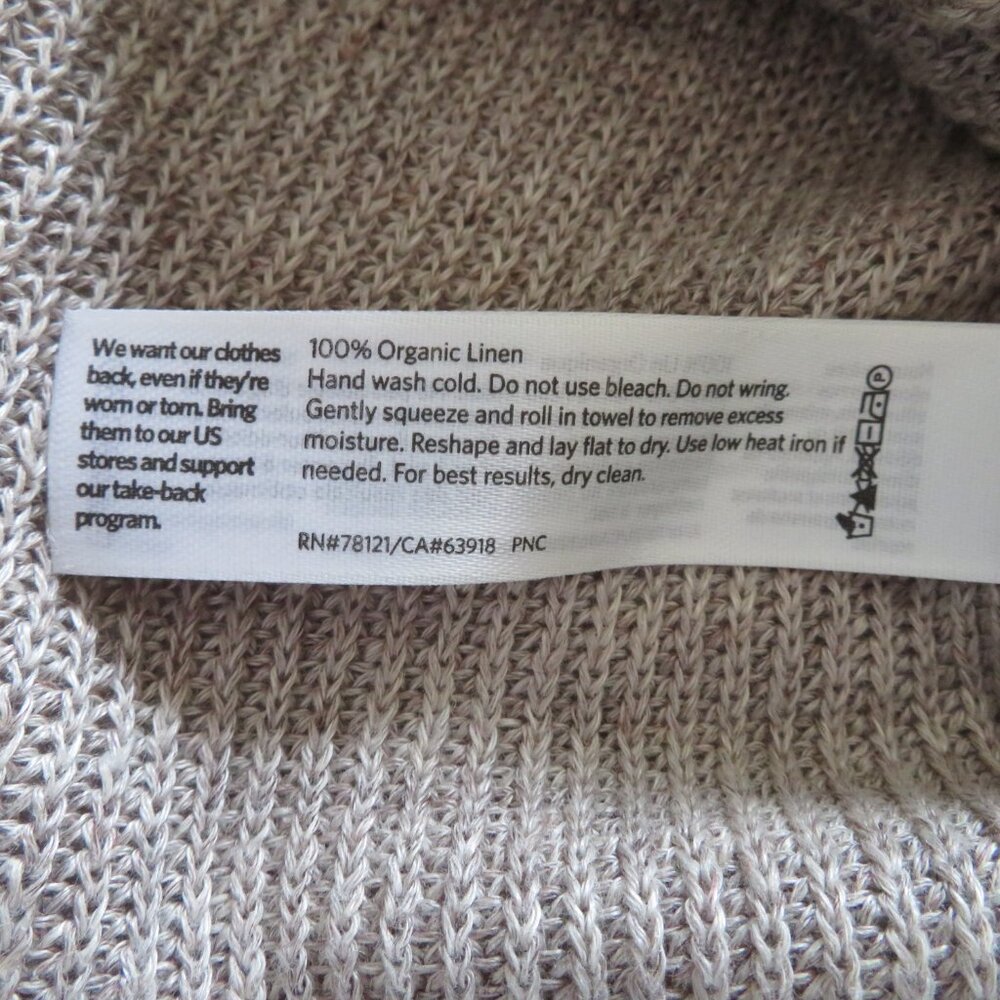 We want our clothes
back, even if they're
worn or torn. Bring
them to our US
stores and support
our take-back
program.
100% Organic Linen
Hand wash cold. Do not use bleach. Do not wring.
Gently squeeze and roll in towel to remove excess
moisture. Reshape and lay flat to dry. Use low heat iron if
needed. For best results, dry clean.
RN#78121/CA#63918 PNC
P